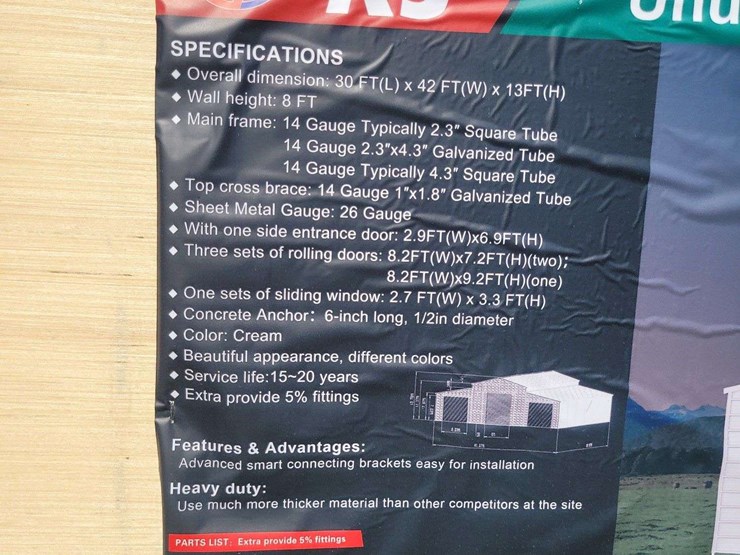 KJ
SPECIFICATIONS
◆ Overall dimension: 30 FT(L) x 42 FT(W) x 13FT(H)
◆ Wall height: 8 FT
◆ Main frame: 14 Gauge Typically 2.3" Square Tube
14 Gauge 2.3"x4.3" Galvanized Tube
14 Gauge Typically 4.3" Square Tube
◆ Top cross brace: 14 Gauge 1"x1.8" Galvanized Tube
◆ Sheet Metal Gauge: 26 Gauge
◆ With one side entrance door: 2.9FT(W)x6.9FT(H)
◆ Three sets of rolling doors: 8.2FT(W)x7.2FT(H)(two);
8.2FT(W)x9.2FT(H)(one)
◆ One sets of sliding window: 2.7 FT(W) x 3.3 FT(H)
◆ Concrete Anchor: 6-inch long, 1/2in diameter
◆ Color: Cream
◆ Beautiful appearance, different colors
◆ Service life:15~20 years
◆ Extra provide 5% fittings
Features & Advantages:
Advanced smart connecting brackets easy for installation
Heavy duty:
Use much more thicker material than other competitors at the site
PARTS LIST: Extra provide 5% fittings